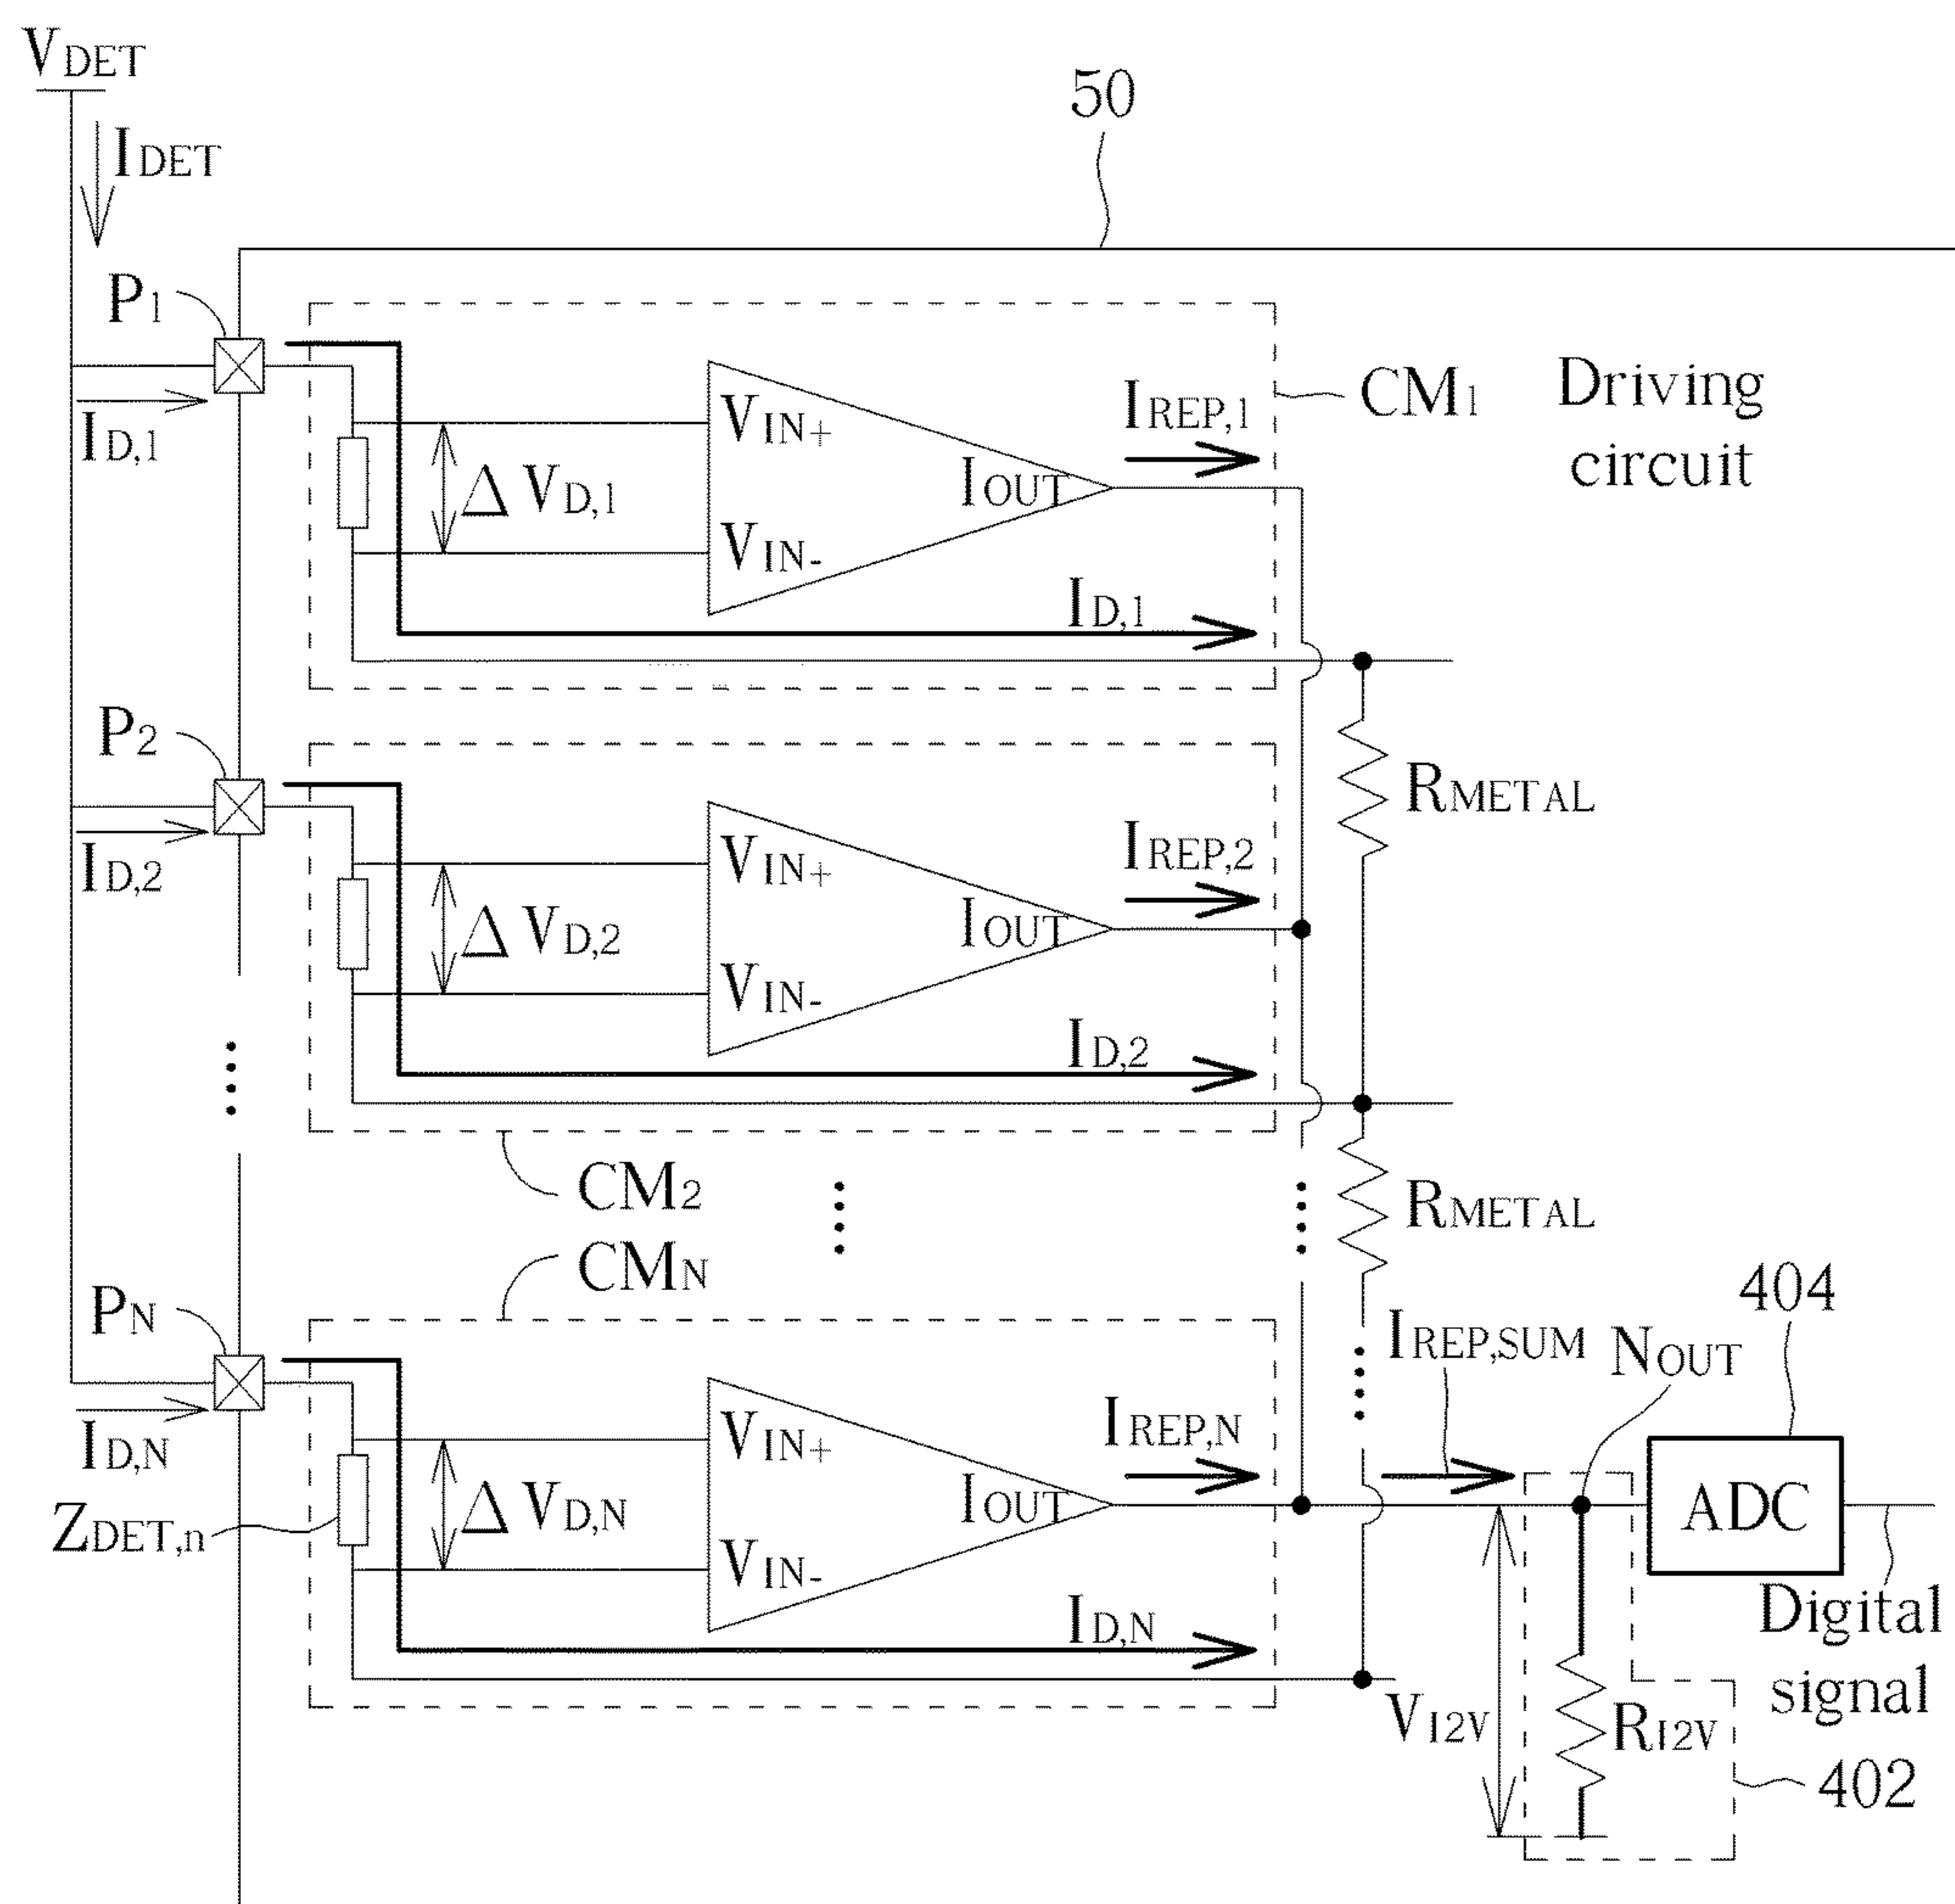 VDET
50
IDET
P1
ID,1
VIN+
ΔVD,1
VIN-
IOUT
IREP,1
ID,1
CM1
Driving
circuit
P2
ID,2
VIN+
ΔVD,2
VIN-
IOUT
IREP,2
ID,2
RMETAL
CM2
RMETAL
CMN
PN
ID,N
ZDET,n
VIN+
ΔVD,N
VIN-
IOUT
IREP,N
ID,N
IREP,SUM
NOUT
404
ADC
Digital
signal
VI2V
RI2V
402